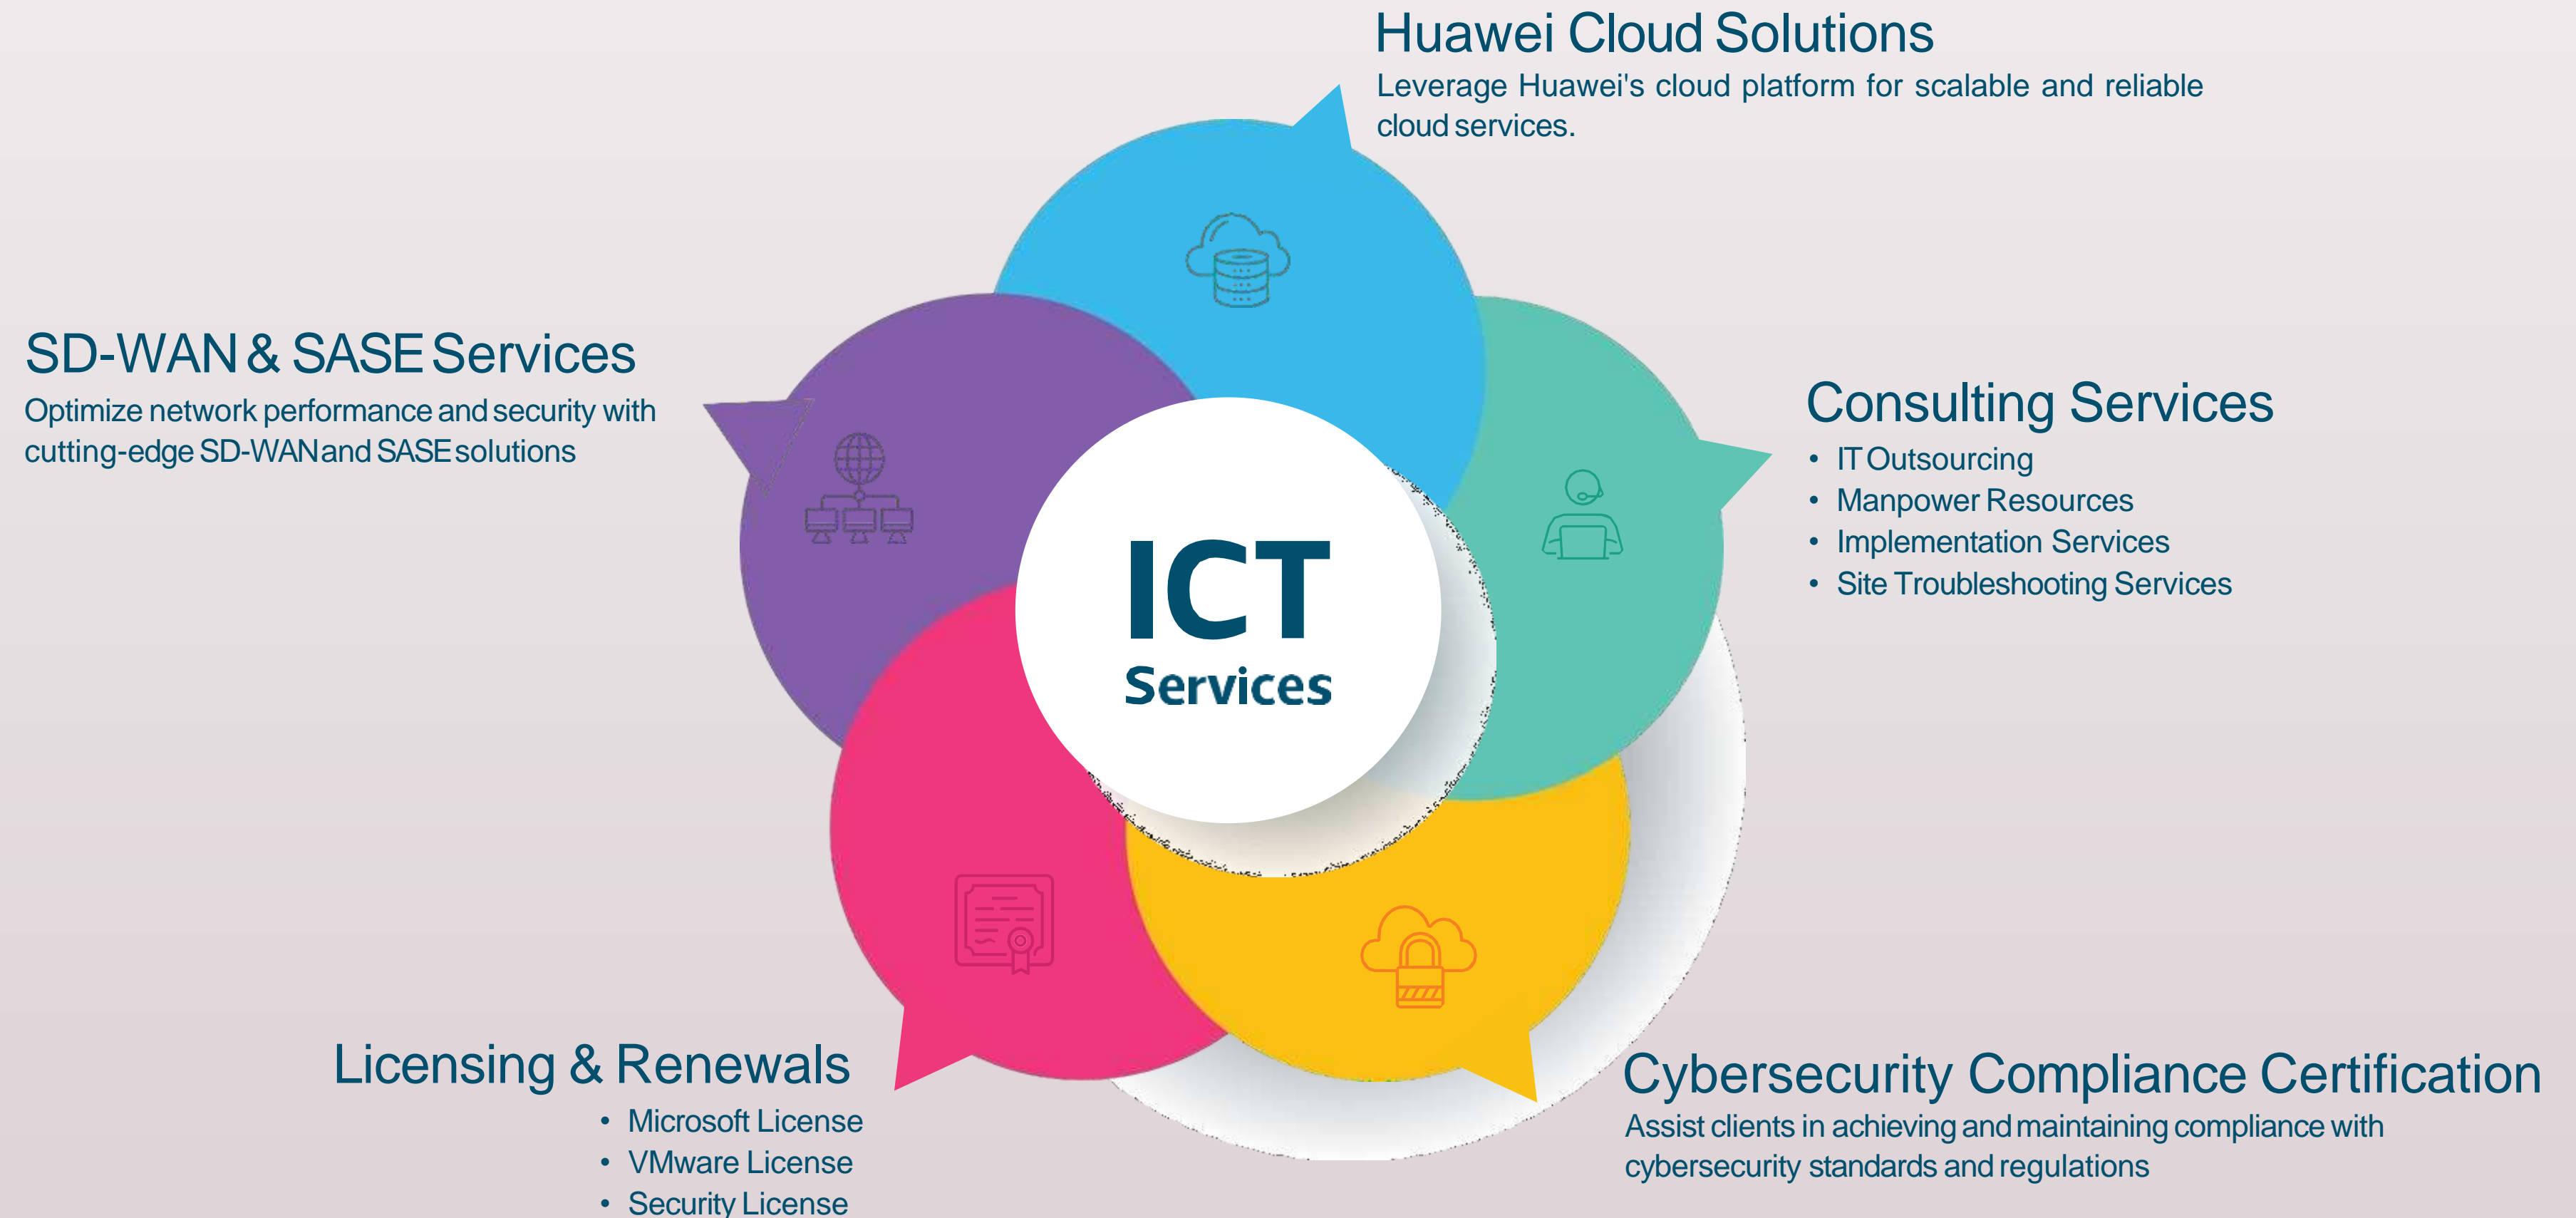 Huawei Cloud Solutions
Leverage Huawei's cloud platform for scalable and reliable
cloud services.
SD-WAN & SASE Services
Optimize network performance and security with
cutting-edge SD-WAN and SASE solutions
Consulting Services
• IT Outsourcing
• Manpower Resources
• Implementation Services
• Site Troubleshooting Services
ICT
Services
Licensing & Renewals
• Microsoft License
• VMware License
• Security License
Cybersecurity Compliance Certification
Assist clients in achieving and maintaining compliance with
cybersecurity standards and regulations